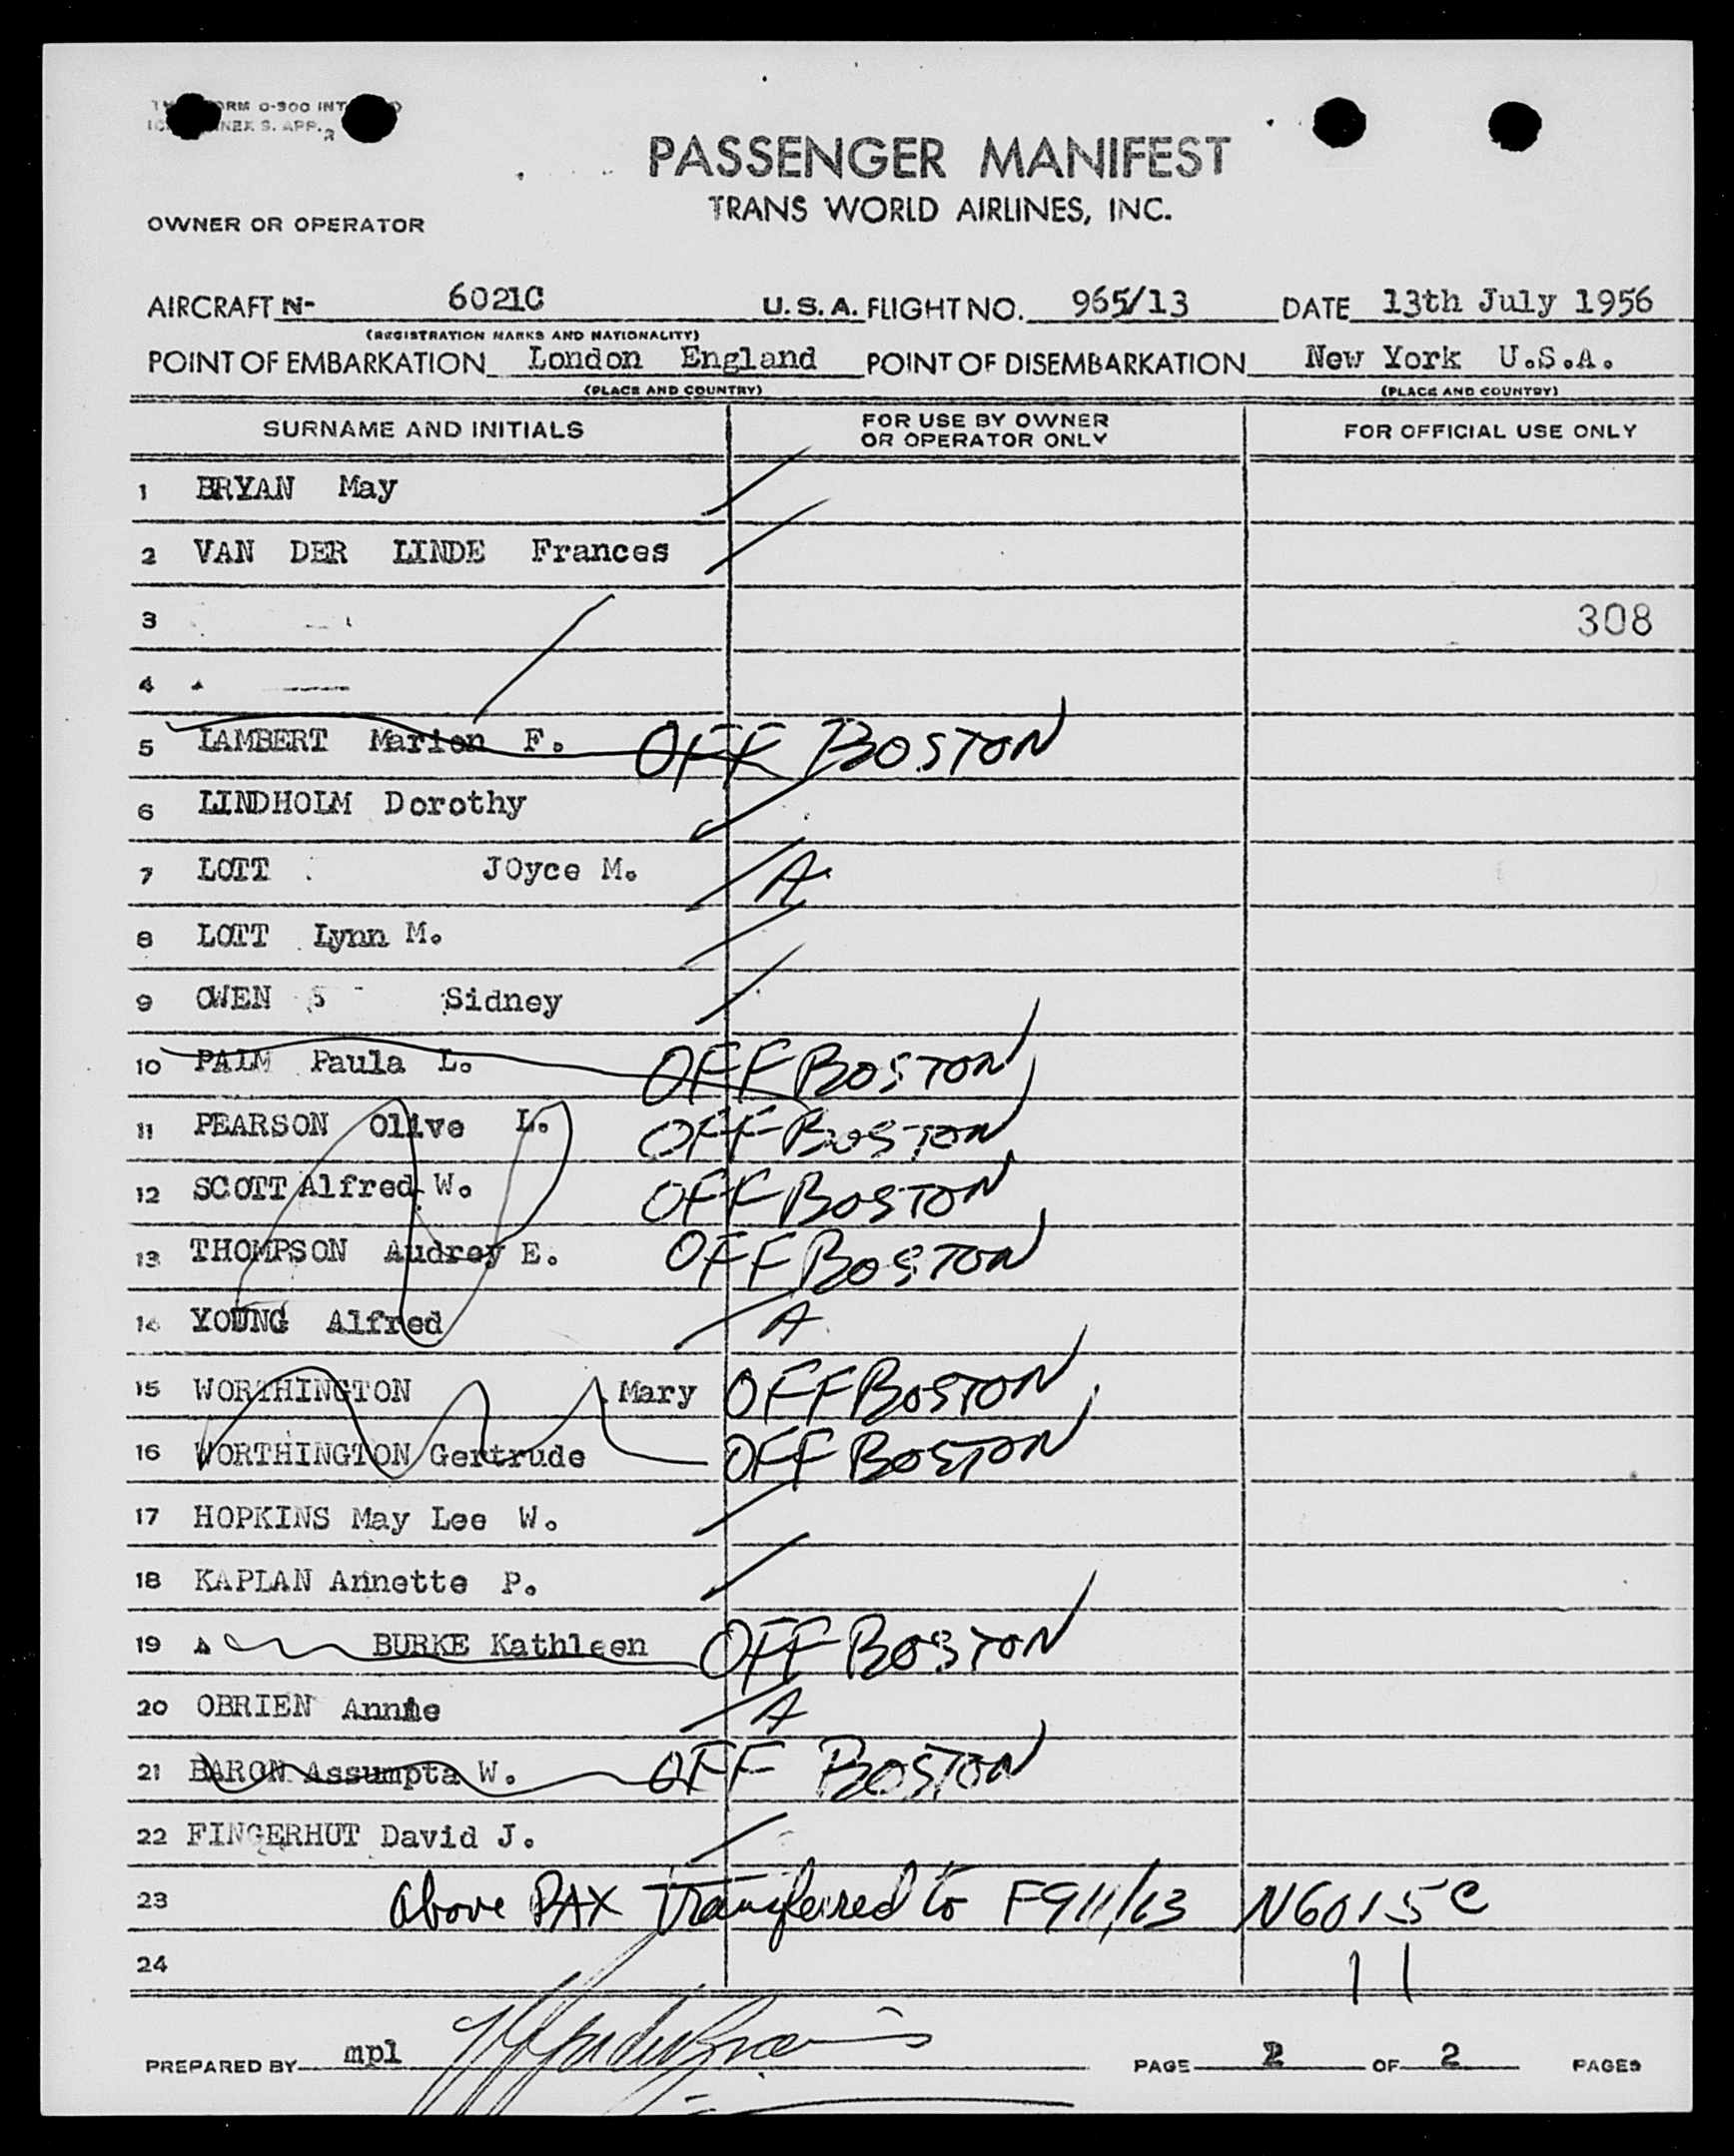 FORM O-300 INT
ANNEX 9. APP. 2
PASSENGER MANIFEST
TRANS WORLD AIRLINES, INC.
OWNER OR OPERATOR
AIRCRAFT N- 6021C U.S.A. FLIGHT NO. 965/13 DATE 13th July 1956
(REGISTRATION MARKS AND NATIONALITY)
POINT OF EMBARKATION London England POINT OF DISEMBARKATION New York U.S.A.
(PLACE AND COUNTRY) (PLACE AND COUNTRY)
SURNAME AND INITIALS FOR USE BY OWNER OR OPERATOR ONLY FOR OFFICIAL USE ONLY
1 BRYAN May
2 VAN DER LINDE Frances
3 308
4
5 LAMBERT Marion F. OFF BOSTON
6 LINDHOLM Dorothy
7 LOTT JOyce M. A
8 LOTT Lynn M.
9 OWEN Sidney
10 PALM Paula L. OFF BOSTON
11 PEARSON Olive L. OFF BOSTON
12 SCOTT Alfred W. OFF BOSTON
13 THOMPSON Audrey E. OFF BOSTON
14 YOUNG Alfred A
15 WORTHINGTON Mary OFF BOSTON
16 WORTHINGTON Gertrude OFF BOSTON
17 HOPKINS May Lee W.
18 KAPLAN Annette P.
19 BURKE Kathleen OFF BOSTON
20 OBRIEN Annie A
21 BARON Assumpta W. OFF BOSTON
22 FINGERHUT David J.
23 Above PAX transferred to F911/13 N6015C
24 11
PREPARED BY mpl PAGE 2 OF 2 PAGES